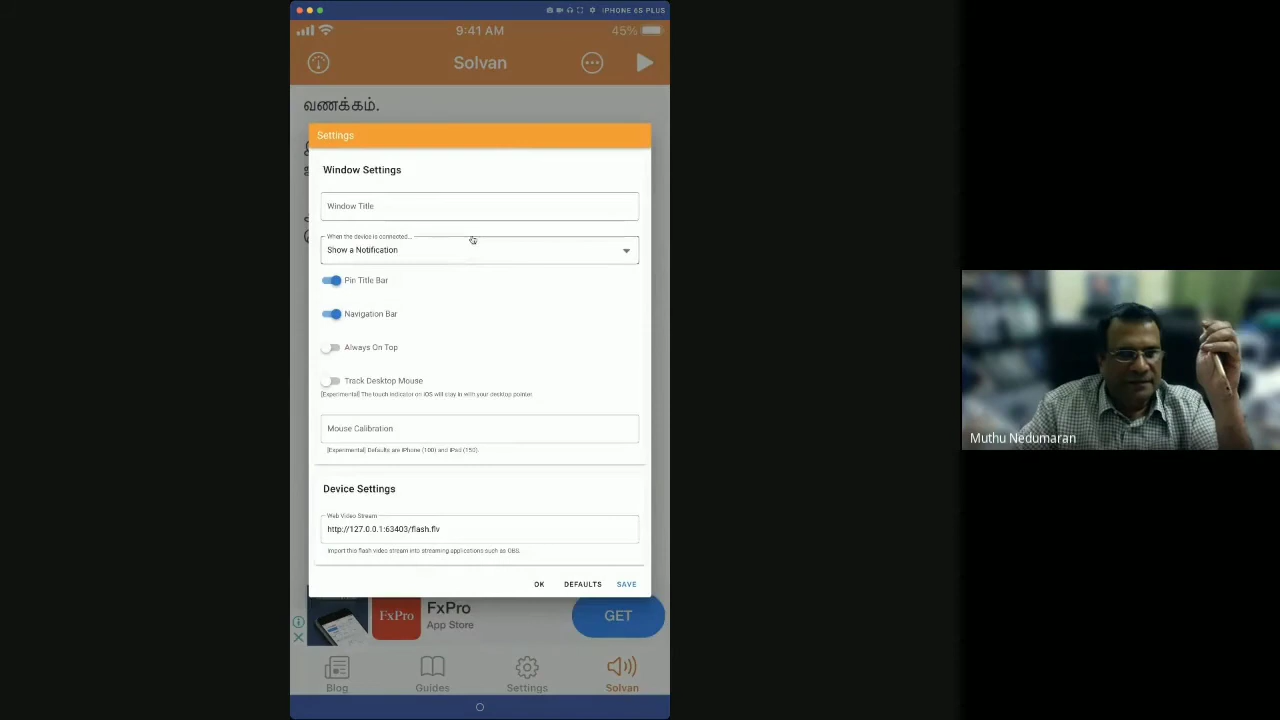 IPHONE 6S PLUS
9:41 AM
45%
Solvan
வணக்கம்.
Settings
Window Settings
Window Title
When the device is connected...
Show a Notification
Pin Title Bar
Navigation Bar
Always On Top
Track Desktop Mouse
[Experimental] The touch indicator on iOS will stay in with your desktop pointer
Mouse Calibration
[Experimental] Defaults are iPhone (100) and iPad (150)
Device Settings
Web Video Stream
http://127.0.0.1:63403/flash.flv
Import this flash video stream into streaming applications such as OBS.
OK DEFAULTS SAVE
FxPro
FxPro
App Store
GET
Blog Guides Settings Solvan
Muthu Nedumaran